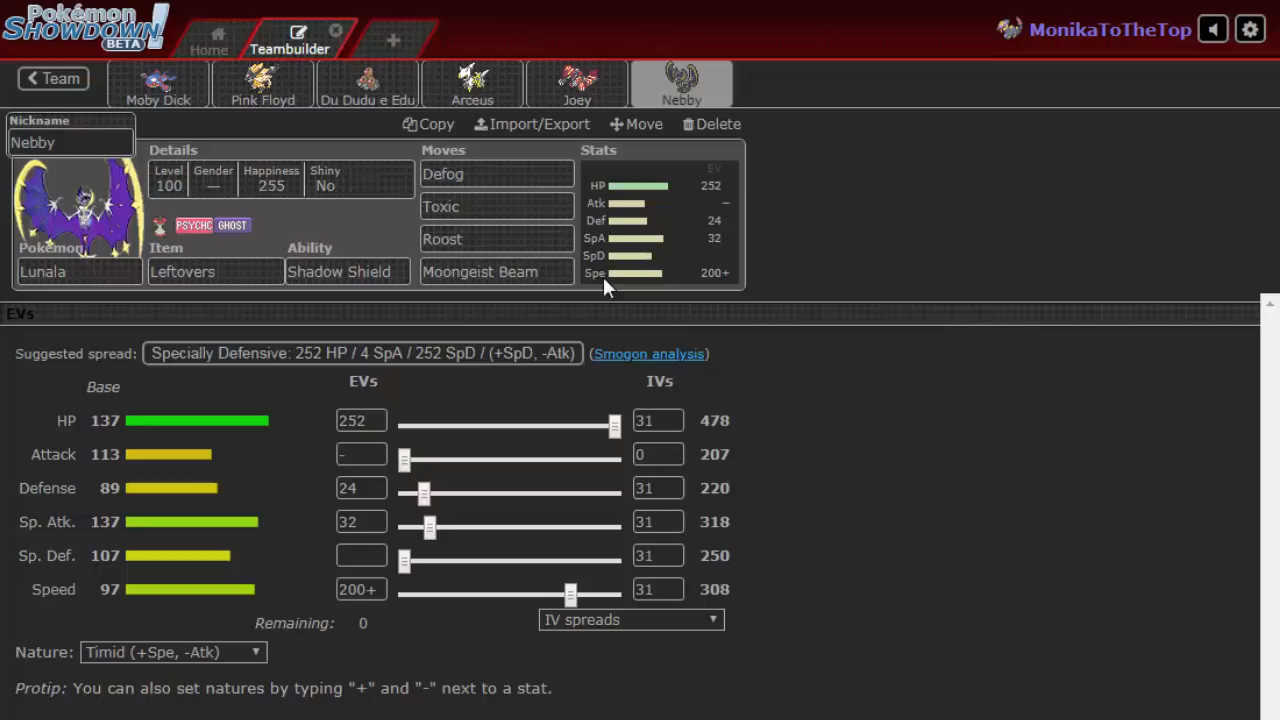 Pokémon
SHOWDOWN!
BETA
Home
Teambuilder
+
MonikaToTheTop
Team
Moby Dick
Pink Floyd
Du Dudu e Edu
Arceus
Joey
Nebby
Nickname
Nebby
Copy
Import/Export
Move
Delete
Details
Level
100
Gender
—
Happiness
255
Shiny
No
PSYCHC GHOST
Pokémon
Lunala
Item
Leftovers
Ability
Shadow Shield
Moves
Defog
Toxic
Roost
Moongeist Beam
Stats
EV
HP 252
Atk –
Def 24
SpA 32
SpD
Spe 200+
EVs
Suggested spread: Specially Defensive: 252 HP / 4 SpA / 252 SpD / (+SpD, -Atk) (Smogon analysis)
Base EVs IVs
HP 137 252 31 478
Attack 113 - 0 207
Defense 89 24 31 220
Sp. Atk. 137 32 31 318
Sp. Def. 107 31 250
Speed 97 200+ 31 308
Remaining: 0 IV spreads
Nature: Timid (+Spe, -Atk)
Protip: You can also set natures by typing "+" and "-" next to a stat.